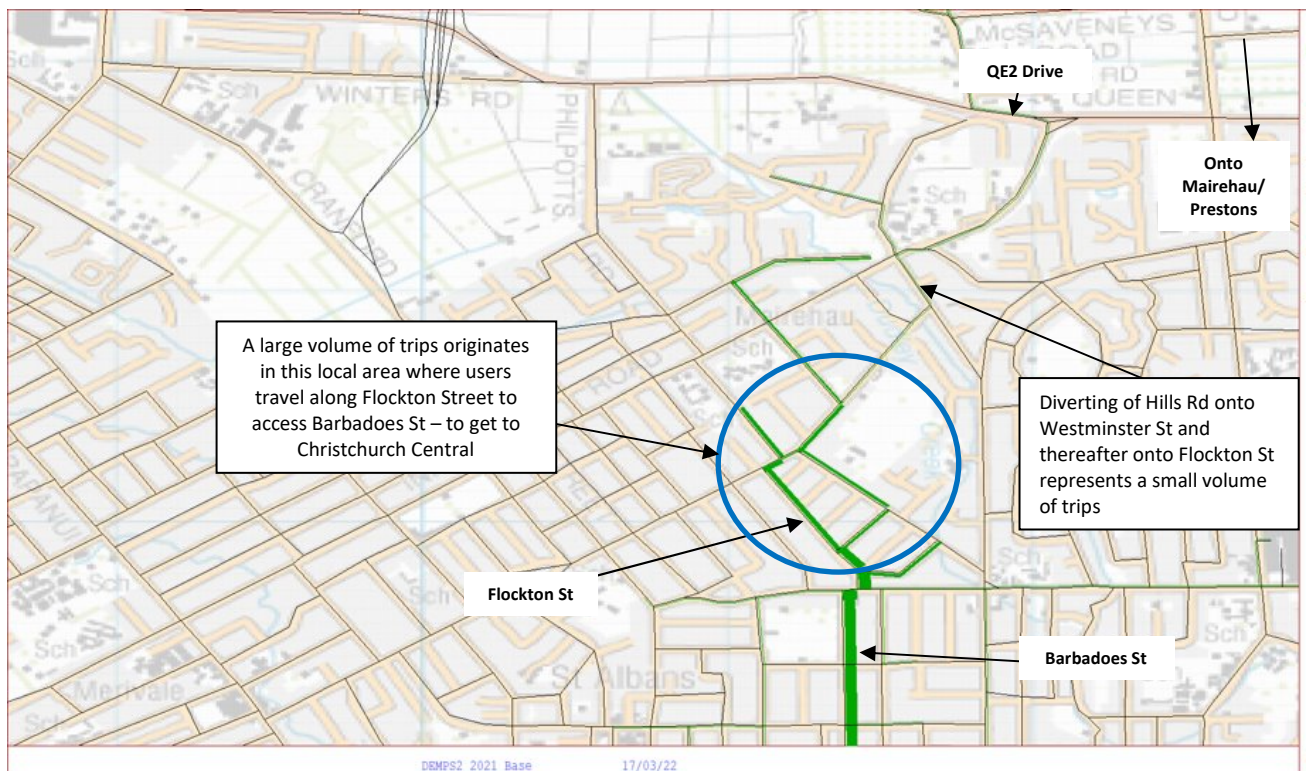 McSAVENEYS
ROAD
RD
QUEEN
QE2 Drive
Sch
Sch
WINTERS RD
PHILPOTTS
RD
CRANFORD
Sch
Onto
Mairehau/
Prestons
Mairehau
Sch
ROAD
A large volume of trips originates
in this local area where users
travel along Flockton Street to
access Barbadoes St – to get to
Christchurch Central
Diverting of Hills Rd onto
Westminster St and
thereafter onto Flockton St
represents a small volume
of trips
Sch
Creek
Flockton St
Sch
Sch
Sch
Barbadoes St
Sch
St Albans
Merivale
Sch
DEMPS2 2021 Base 17/03/22